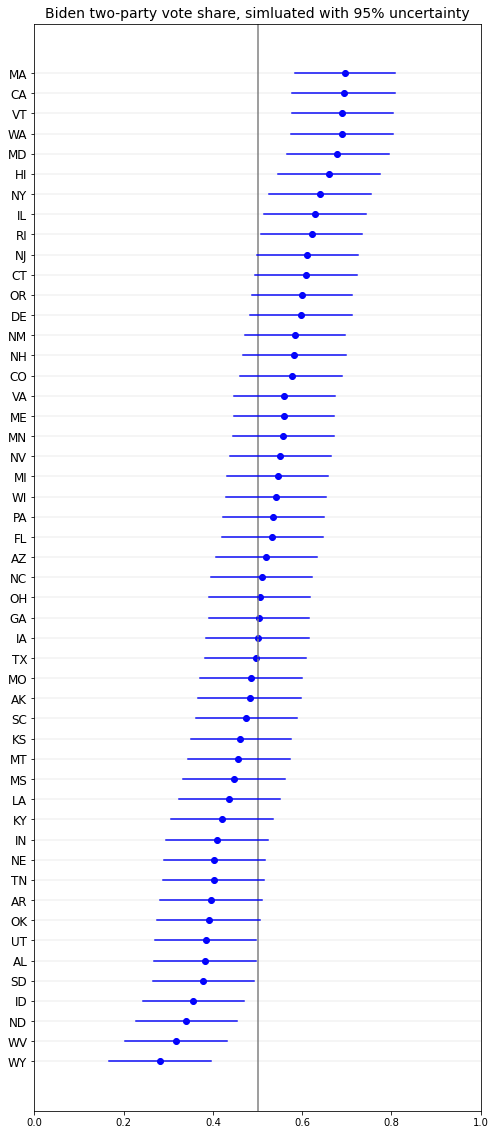 Biden two-party vote share, simluated with 95% uncertainty
MA
CA
VT
WA
MD
HI
NY
IL
RI
NJ
CT
OR
DE
NM
NH
CO
VA
ME
MN
NV
MI
WI
PA
FL
AZ
NC
OH
GA
IA
TX
MO
AK
SC
KS
MT
MS
LA
KY
IN
NE
TN
AR
OK
UT
AL
SD
ID
ND
WV
WY
0.0 0.2 0.4 0.6 0.8 1.0